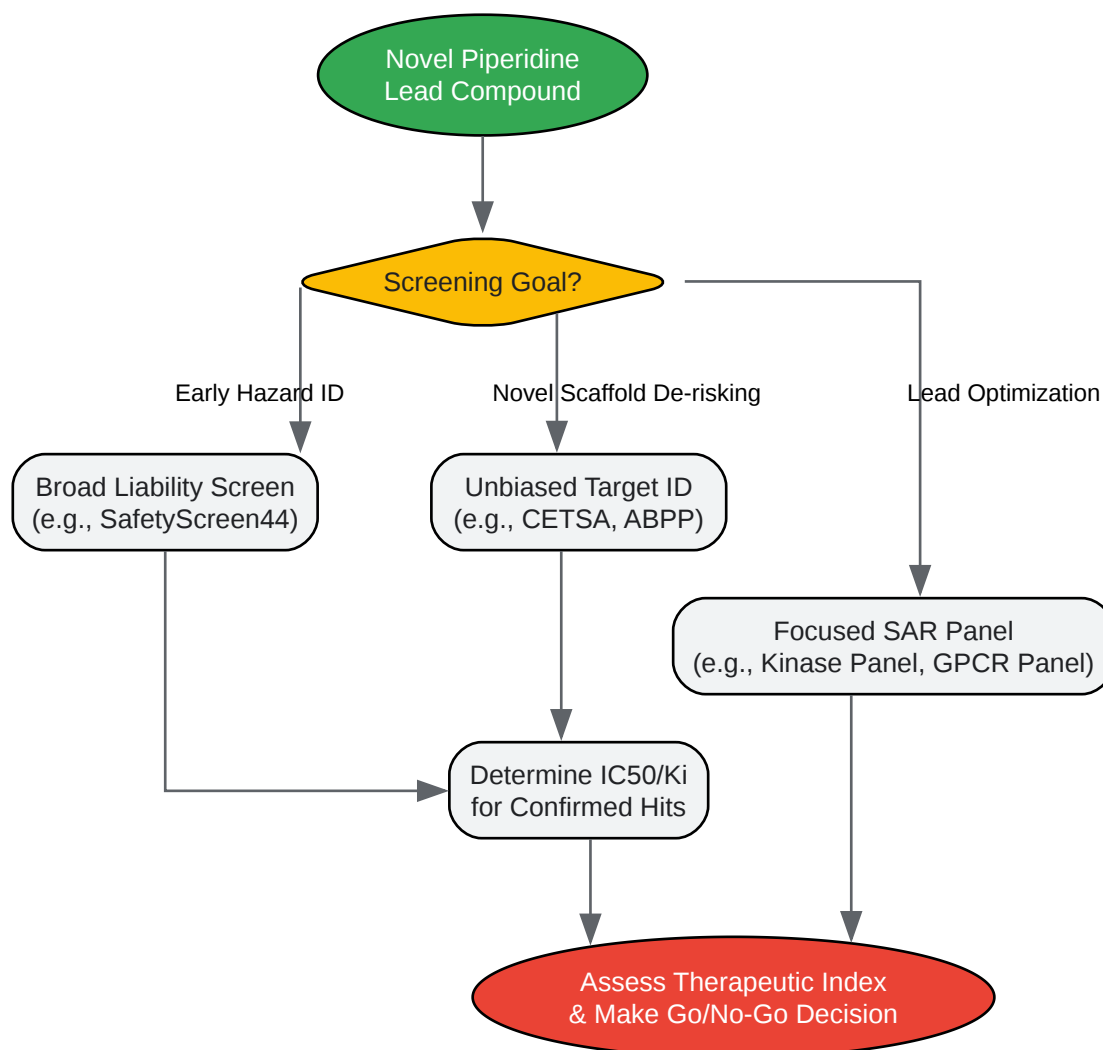 Novel Piperidine
Lead Compound
Screening Goal?
Early Hazard ID
Novel Scaffold De-risking
Lead Optimization
Broad Liability Screen
(e.g., SafetyScreen44)
Unbiased Target ID
(e.g., CETSA, ABPP)
Focused SAR Panel
(e.g., Kinase Panel, GPCR Panel)
Determine IC50/Ki
for Confirmed Hits
Assess Therapeutic Index
& Make Go/No-Go Decision